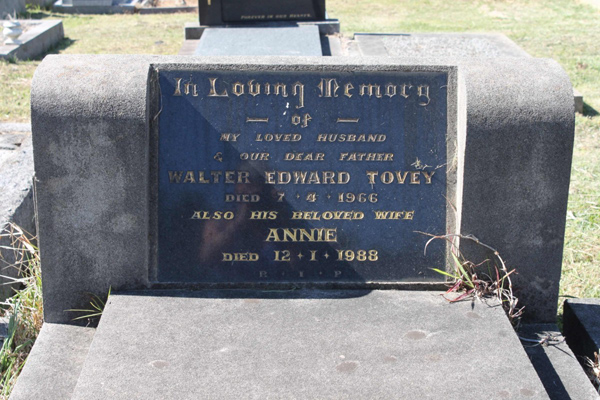 In Loving Memory
— of —
MY LOVED HUSBAND
& OUR DEAR FATHER
WALTER EDWARD TOVEY
DIED 7·4·1966
ALSO HIS BELOVED WIFE
ANNIE
DIED 12·1·1988
R·I·P